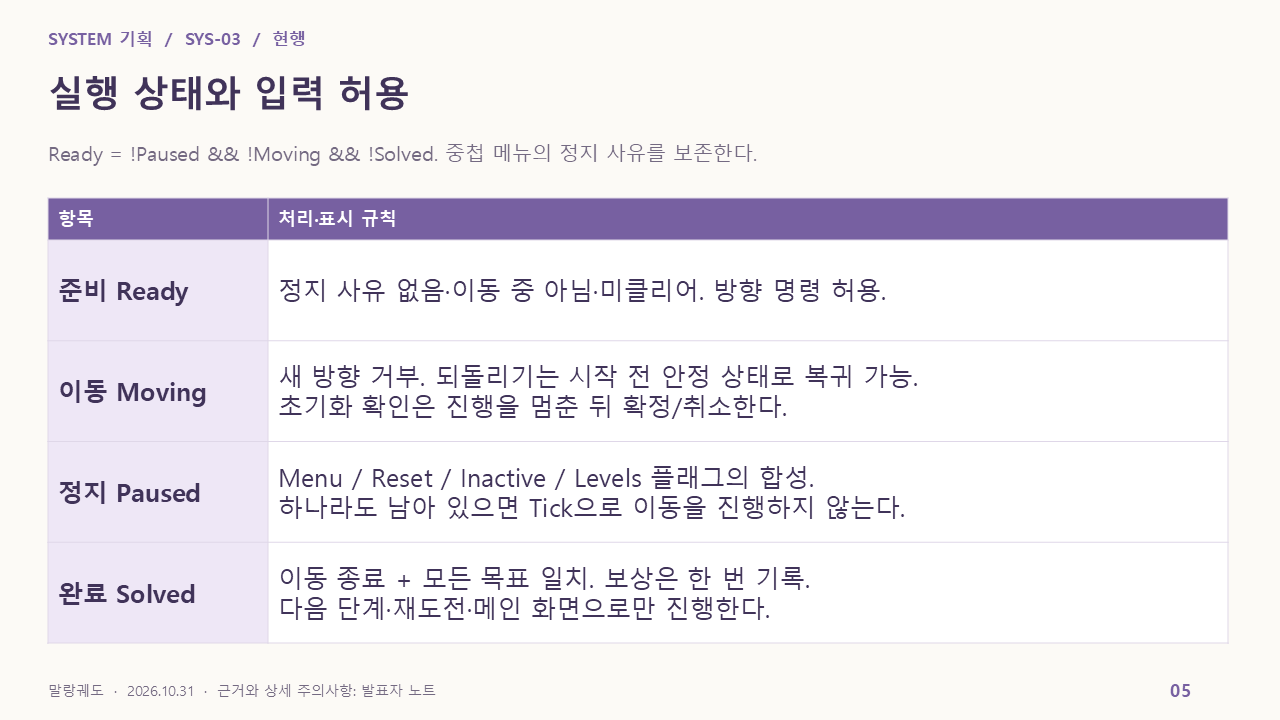 SYSTEM 기획 / SYS-03 / 현행
실행 상태와 입력 허용
Ready = !Paused && !Moving && !Solved. 중첩 메뉴의 정지 사유를 보존한다.
항목
처리·표시 규칙
준비 Ready
정지 사유 없음·이동 중 아님·미클리어. 방향 명령 허용.
이동 Moving
새 방향 거부. 되돌리기는 시작 전 안정 상태로 복귀 가능.
초기화 확인은 진행을 멈춘 뒤 확정/취소한다.
정지 Paused
Menu / Reset / Inactive / Levels 플래그의 합성.
하나라도 남아 있으면 Tick으로 이동을 진행하지 않는다.
완료 Solved
이동 종료 + 모든 목표 일치. 보상은 한 번 기록.
다음 단계·재도전·메인 화면으로만 진행한다.
말랑궤도 · 2026.10.31 · 근거와 상세 주의사항: 발표자 노트
05